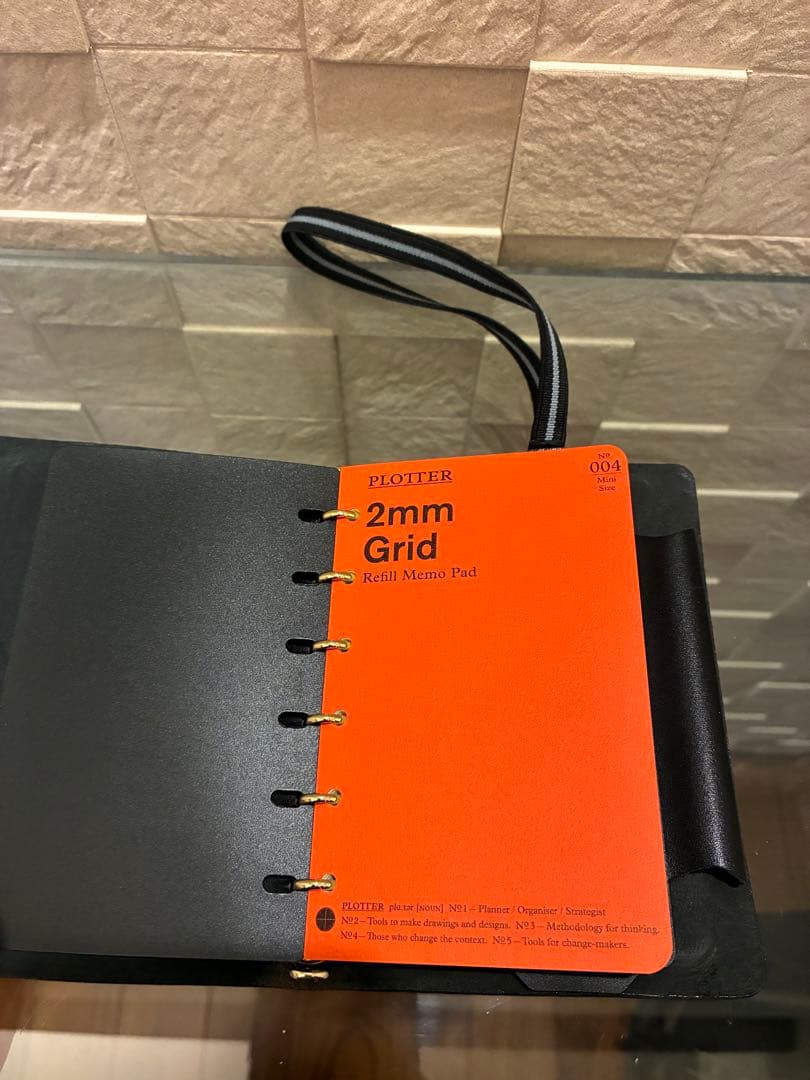 PLOTTER
Nº
004
Mini
Size
2mm
Grid
Refill Memo Pad
PLOTTER plɑːtər [NOUN] Nº1—Planner / Organiser / Strategist
Nº2—Tools to make drawings and designs. Nº3—Methodology for thinking.
Nº4—Those who change the context. Nº5—Tools for change-makers.